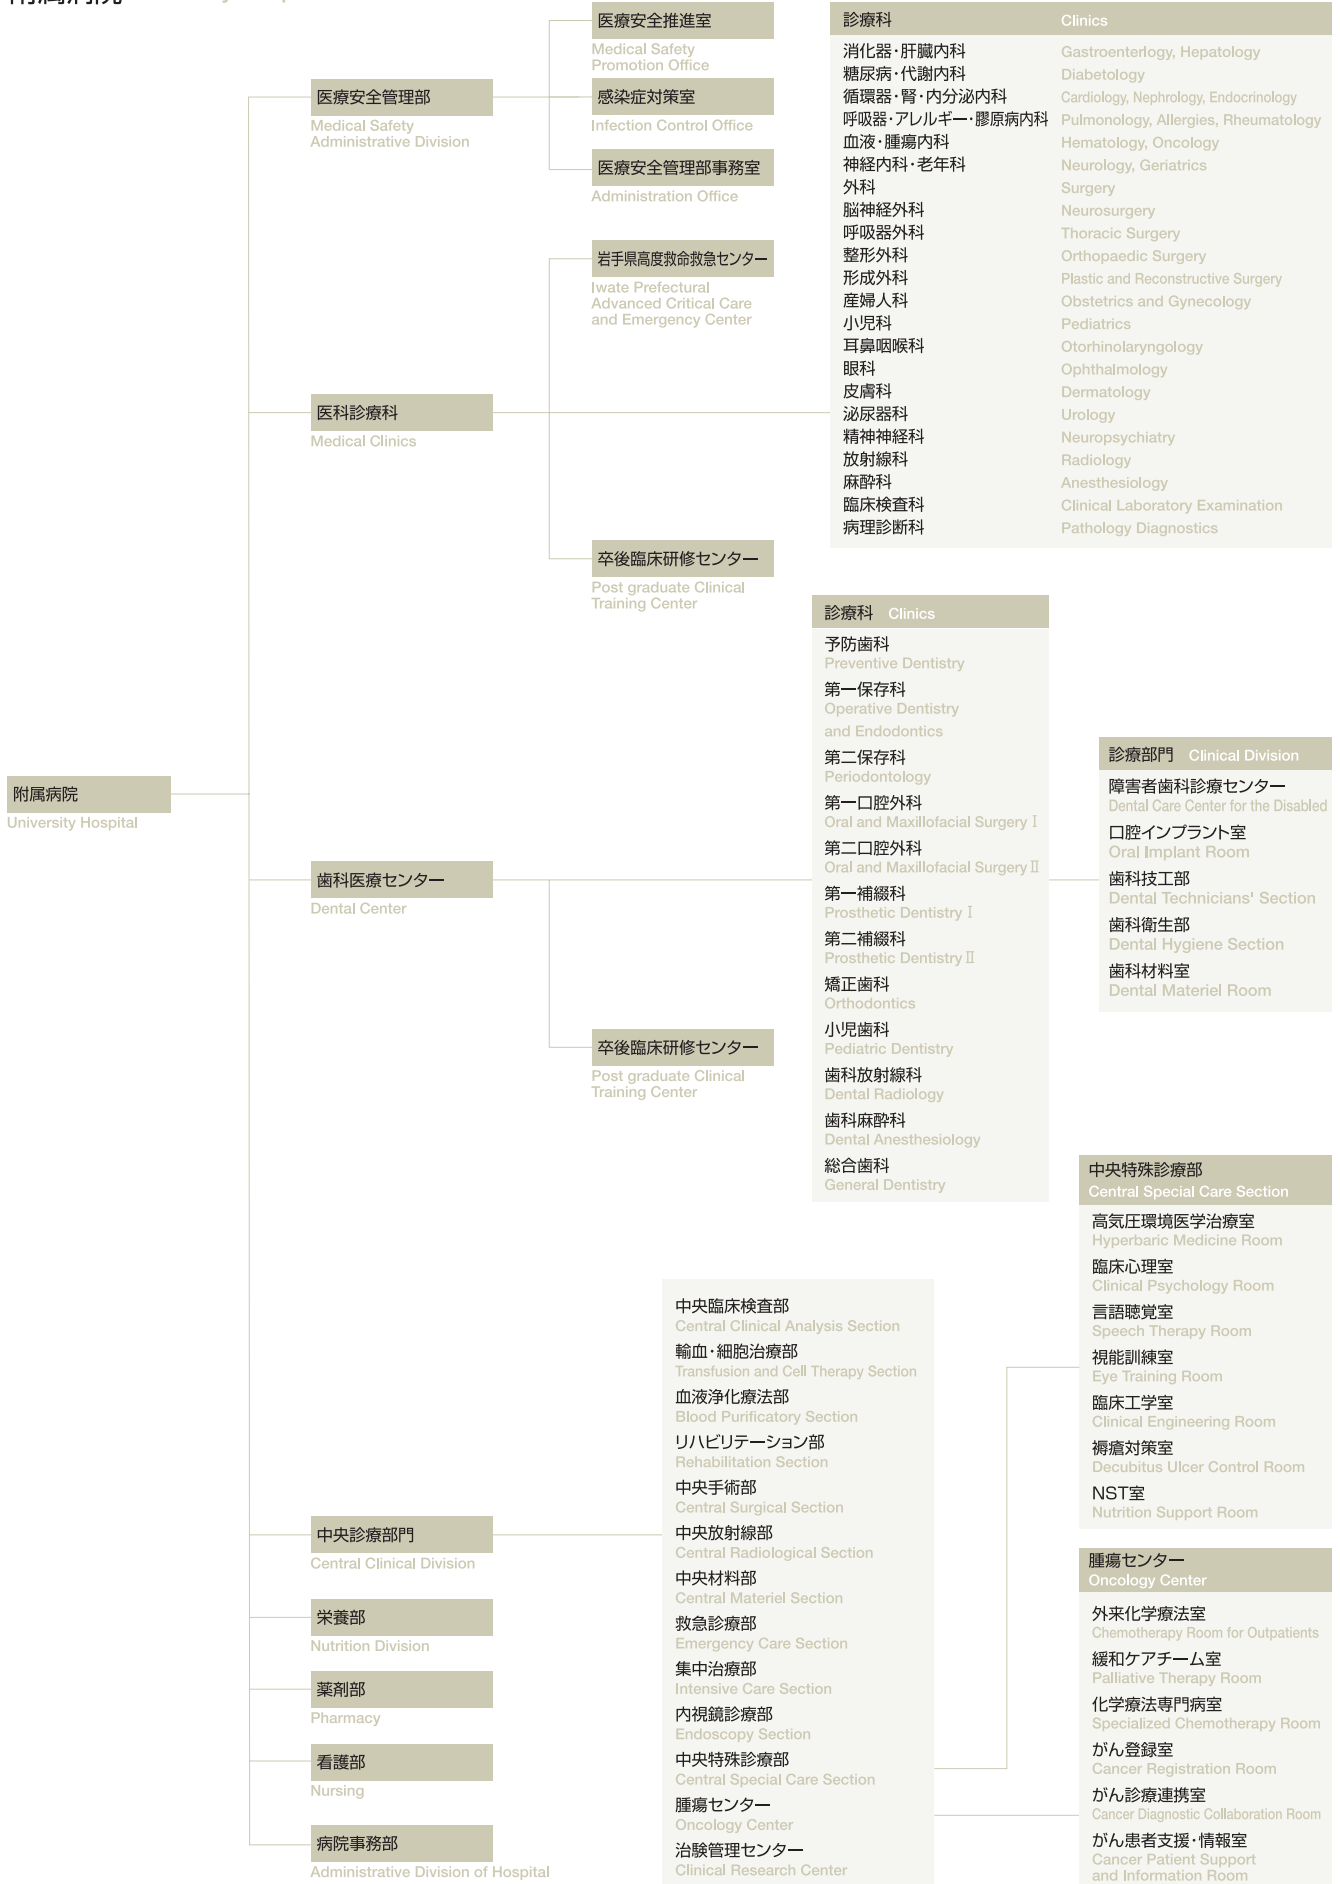 附属病院
University Hospital
医療安全管理部
Medical Safety
Administrative Division
医療安全推進室
Medical Safety
Promotion Office
感染症対策室
Infection Control Office
医療安全管理部事務室
Administration Office
医科診療科
Medical Clinics
岩手県高度救命救急センター
Iwate Prefectural
Advanced Critical Care
and Emergency Center
卒後臨床研修センター
Post graduate Clinical
Training Center
診療科 Clinics
消化器・肝臓内科 Gastroenterlogy, Hepatology
糖尿病・代謝内科 Diabetology
循環器・腎・内分泌内科 Cardiology, Nephrology, Endocrinology
呼吸器・アレルギー・膠原病内科 Pulmonology, Allergies, Rheumatology
血液・腫瘍内科 Hematology, Oncology
神経内科・老年科 Neurology, Geriatrics
外科 Surgery
脳神経外科 Neurosurgery
呼吸器外科 Thoracic Surgery
整形外科 Orthopaedic Surgery
形成外科 Plastic and Reconstructive Surgery
産婦人科 Obstetrics and Gynecology
小児科 Pediatrics
耳鼻咽喉科 Otorhinolaryngology
眼科 Ophthalmology
皮膚科 Dermatology
泌尿器科 Urology
精神神経科 Neuropsychiatry
放射線科 Radiology
麻酔科 Anesthesiology
臨床検査科 Clinical Laboratory Examination
病理診断科 Pathology Diagnostics
歯科医療センター
Dental Center
卒後臨床研修センター
Post graduate Clinical
Training Center
診療科 Clinics
予防歯科
Preventive Dentistry
第一保存科
Operative Dentistry
and Endodontics
第二保存科
Periodontology
第一口腔外科
Oral and Maxillofacial Surgery Ⅰ
第二口腔外科
Oral and Maxillofacial Surgery Ⅱ
第一補綴科
Prosthetic Dentistry Ⅰ
第二補綴科
Prosthetic Dentistry Ⅱ
矯正歯科
Orthodontics
小児歯科
Pediatric Dentistry
歯科放射線科
Dental Radiology
歯科麻酔科
Dental Anesthesiology
総合歯科
General Dentistry
診療部門 Clinical Division
障害者歯科診療センター
Dental Care Center for the Disabled
口腔インプラント室
Oral Implant Room
歯科技工部
Dental Technicians' Section
歯科衛生部
Dental Hygiene Section
歯科材料室
Dental Materiel Room
中央診療部門
Central Clinical Division
栄養部
Nutrition Division
薬剤部
Pharmacy
看護部
Nursing
病院事務部
Administrative Division of Hospital
中央臨床検査部
Central Clinical Analysis Section
輸血・細胞治療部
Transfusion and Cell Therapy Section
血液浄化療法部
Blood Purificatory Section
リハビリテーション部
Rehabilitation Section
中央手術部
Central Surgical Section
中央放射線部
Central Radiological Section
中央材料部
Central Materiel Section
救急診療部
Emergency Care Section
集中治療部
Intensive Care Section
内視鏡診療部
Endoscopy Section
中央特殊診療部
Central Special Care Section
腫瘍センター
Oncology Center
治験管理センター
Clinical Research Center
中央特殊診療部
Central Special Care Section
高気圧環境医学治療室
Hyperbaric Medicine Room
臨床心理室
Clinical Psychology Room
言語聴覚室
Speech Therapy Room
視能訓練室
Eye Training Room
臨床工学室
Clinical Engineering Room
褥瘡対策室
Decubitus Ulcer Control Room
NST室
Nutrition Support Room
腫瘍センター
Oncology Center
外来化学療法室
Chemotherapy Room for Outpatients
緩和ケアチーム室
Palliative Therapy Room
化学療法専門病室
Specialized Chemotherapy Room
がん登録室
Cancer Registration Room
がん診療連携室
Cancer Diagnostic Collaboration Room
がん患者支援・情報室
Cancer Patient Support
and Information Room